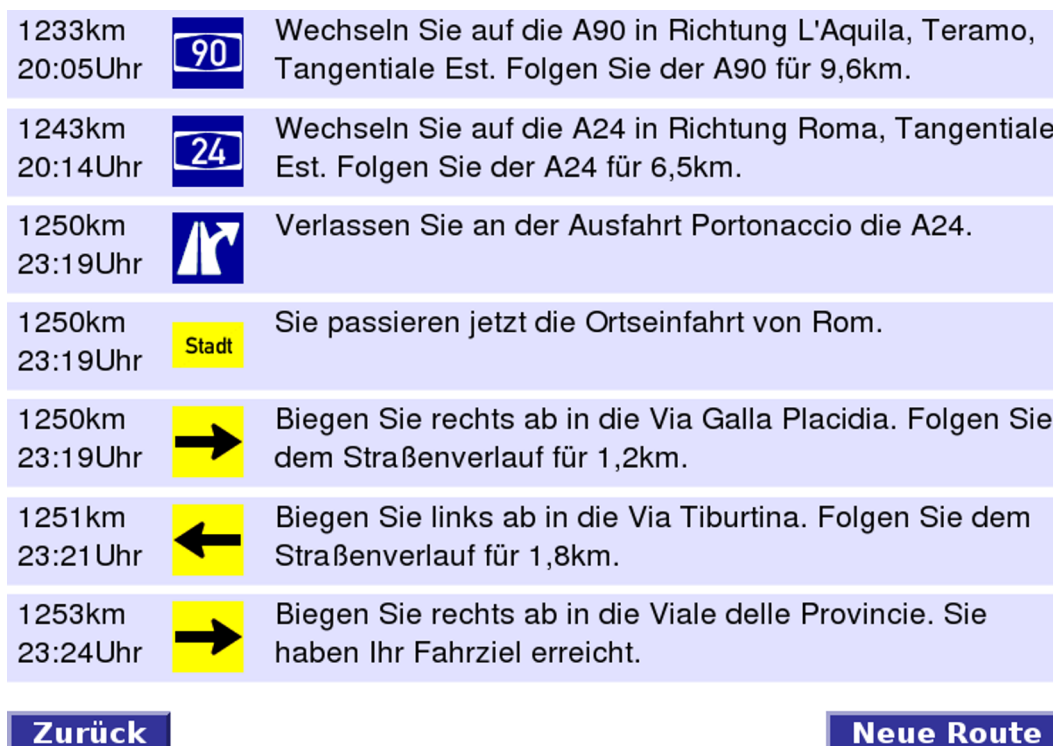 1233km
20:05Uhr
90
Wechseln Sie auf die A90 in Richtung L'Aquila, Teramo,
Tangentiale Est. Folgen Sie der A90 für 9,6km.
1243km
20:14Uhr
24
Wechseln Sie auf die A24 in Richtung Roma, Tangentiale
Est. Folgen Sie der A24 für 6,5km.
1250km
23:19Uhr
Verlassen Sie an der Ausfahrt Portonaccio die A24.
1250km
23:19Uhr
Stadt
Sie passieren jetzt die Ortseinfahrt von Rom.
1250km
23:19Uhr
Biegen Sie rechts ab in die Via Galla Placidia. Folgen Sie
dem Straßenverlauf für 1,2km.
1251km
23:21Uhr
Biegen Sie links ab in die Via Tiburtina. Folgen Sie dem
Straßenverlauf für 1,8km.
1253km
23:24Uhr
Biegen Sie rechts ab in die Viale delle Provincie. Sie
haben Ihr Fahrziel erreicht.
Zurück
Neue Route